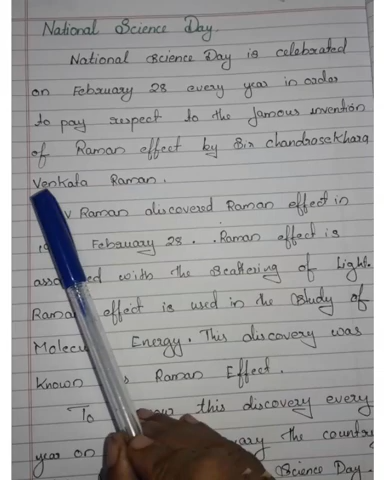 National Science Day.
National Science Day is celebrated
on February 28 every year in order
to pay respect to the famous invention
of Raman effect by Sir Chandrasekhara
Venkata Raman.
V Raman discovered Raman effect in
February 28. Raman effect is
with the Scattering of Light.
effect is used in the Study of
Energy. This discovery was
Known Raman Effect.
To this discovery every
year on the country
Science Day.